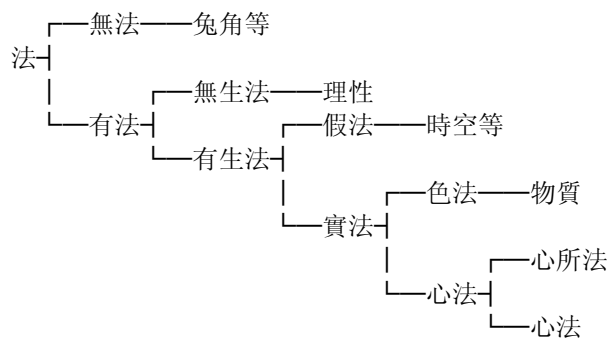 無法 兔角等
法
無生法 理性
有法 假法 時空等
有生法
色法 物質
實法
心所法
心法
心法